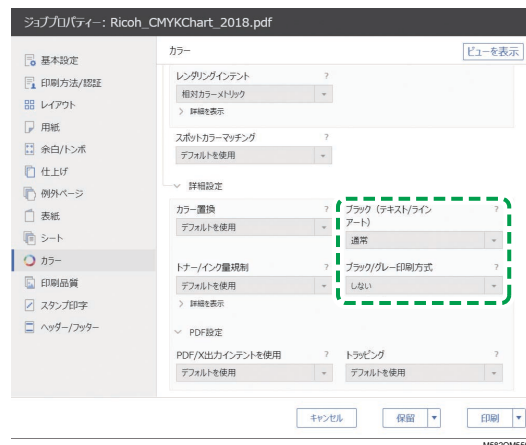 ジョブプロパティー: Ricoh_CMYKChart_2018.pdf
基本設定
印刷方法/認証
レイアウト
用紙
余白/トンボ
仕上げ
例外ページ
表紙
シート
カラー
印刷品質
スタンプ印字
ヘッダー/フッター
カラー
ビューを表示
レンダリングインテント ?
相対カラーメトリック
詳細を表示
スポットカラーマッチング ?
デフォルトを使用
詳細設定
カラー置換 ?
デフォルトを使用
ブラック（テキスト/ライン ?
アート）
通常
トナー/インク量規制 ?
デフォルトを使用
詳細を表示
ブラック/グレー印刷方式 ?
しない
PDF設定
PDF/X出力インテントを使用 ?
デフォルトを使用
トラッピング ?
デフォルトを使用
キャンセル
保留
印刷